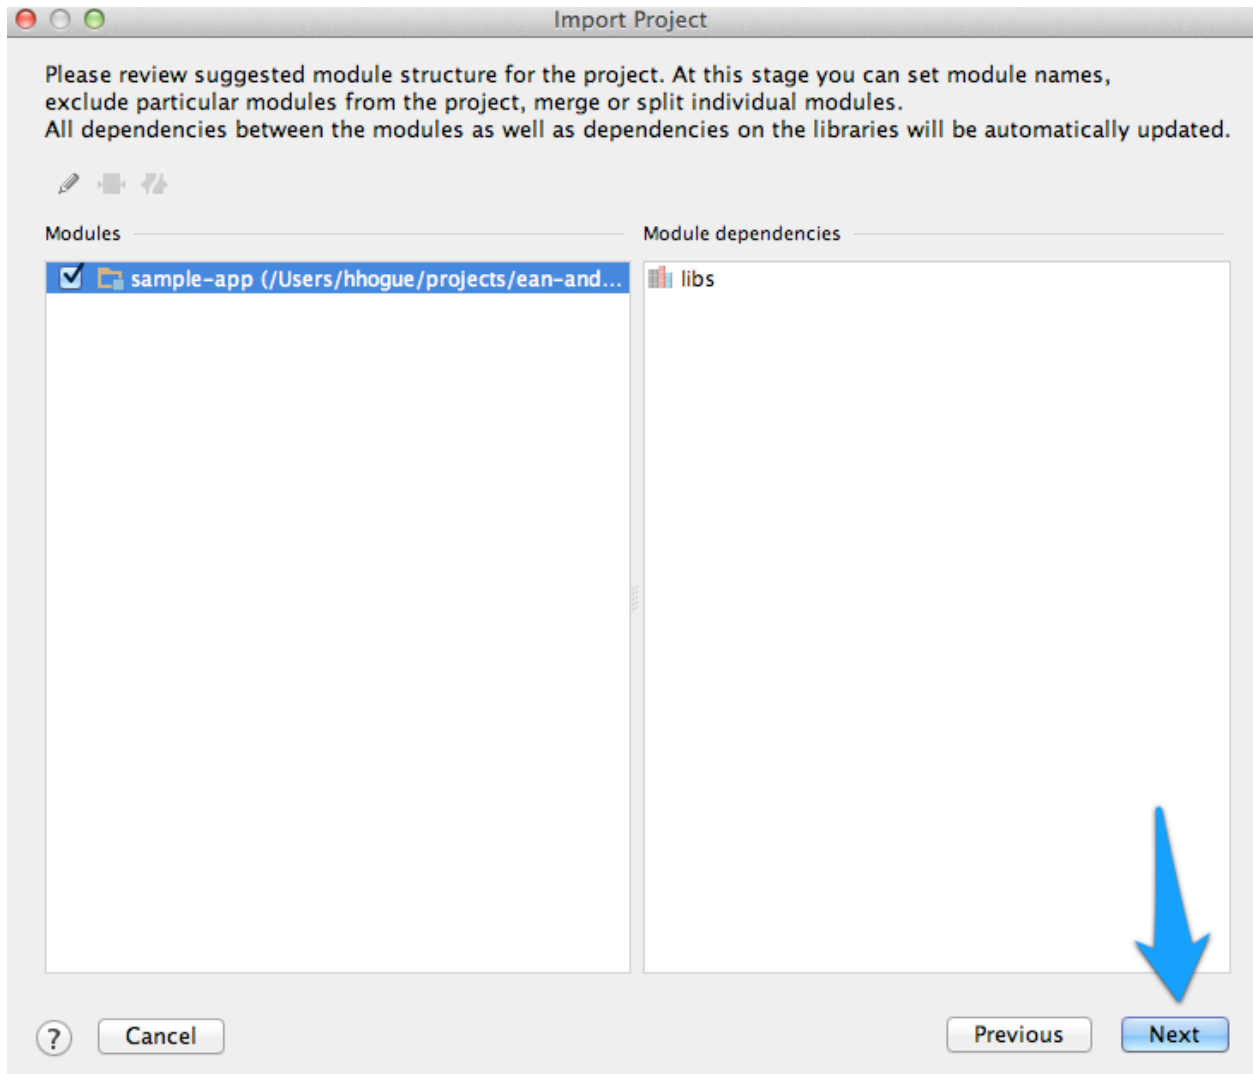 Import Project
Please review suggested module structure for the project. At this stage you can set module names,
exclude particular modules from the project, merge or split individual modules.
All dependencies between the modules as well as dependencies on the libraries will be automatically updated.
Modules
Module dependencies
sample-app (/Users/hhogue/projects/ean-and...
libs
?
Cancel
Previous
Next